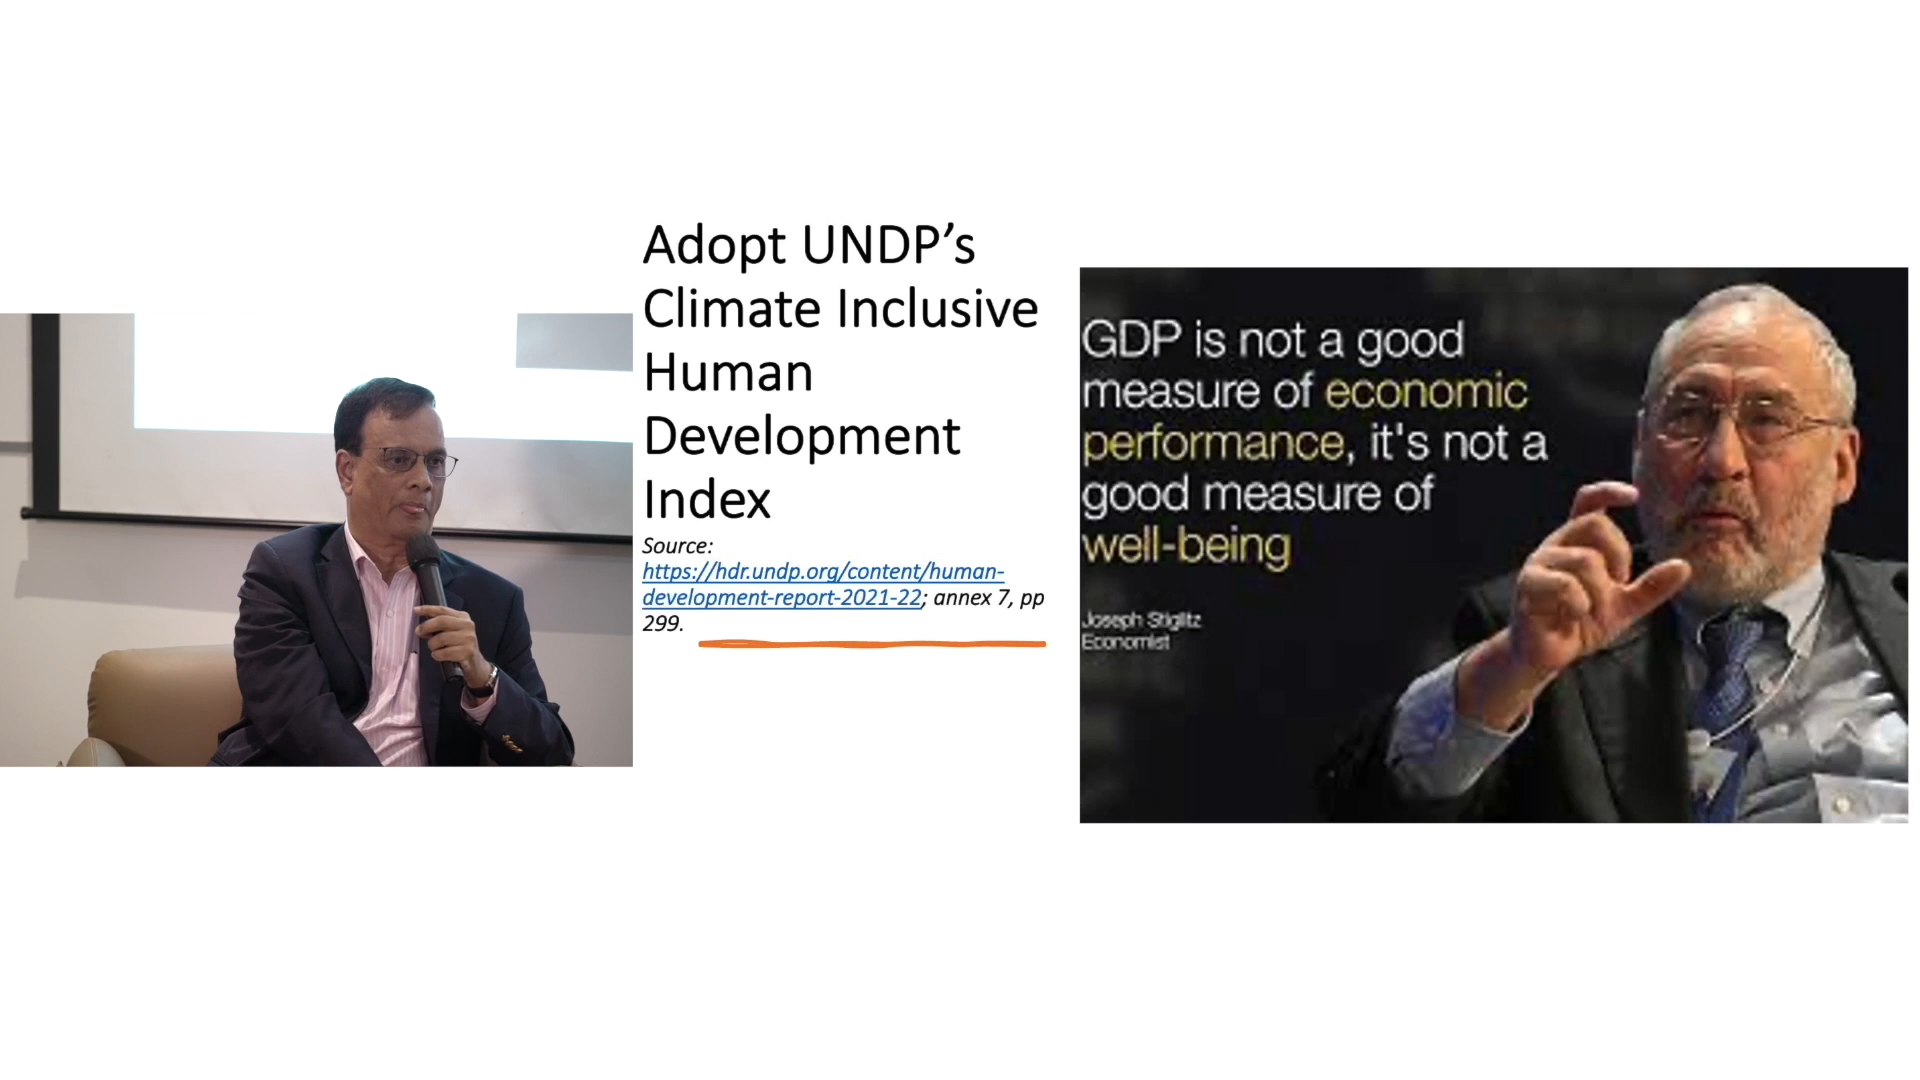 Adopt UNDP’s
Climate Inclusive
Human
Development
Index
Source:
https://hdr.undp.org/content/human-
development-report-2021-22; annex 7, pp
299.
GDP is not a good
measure of economic
performance, it's not a
good measure of
well-being
Joseph Stiglitz
Economist